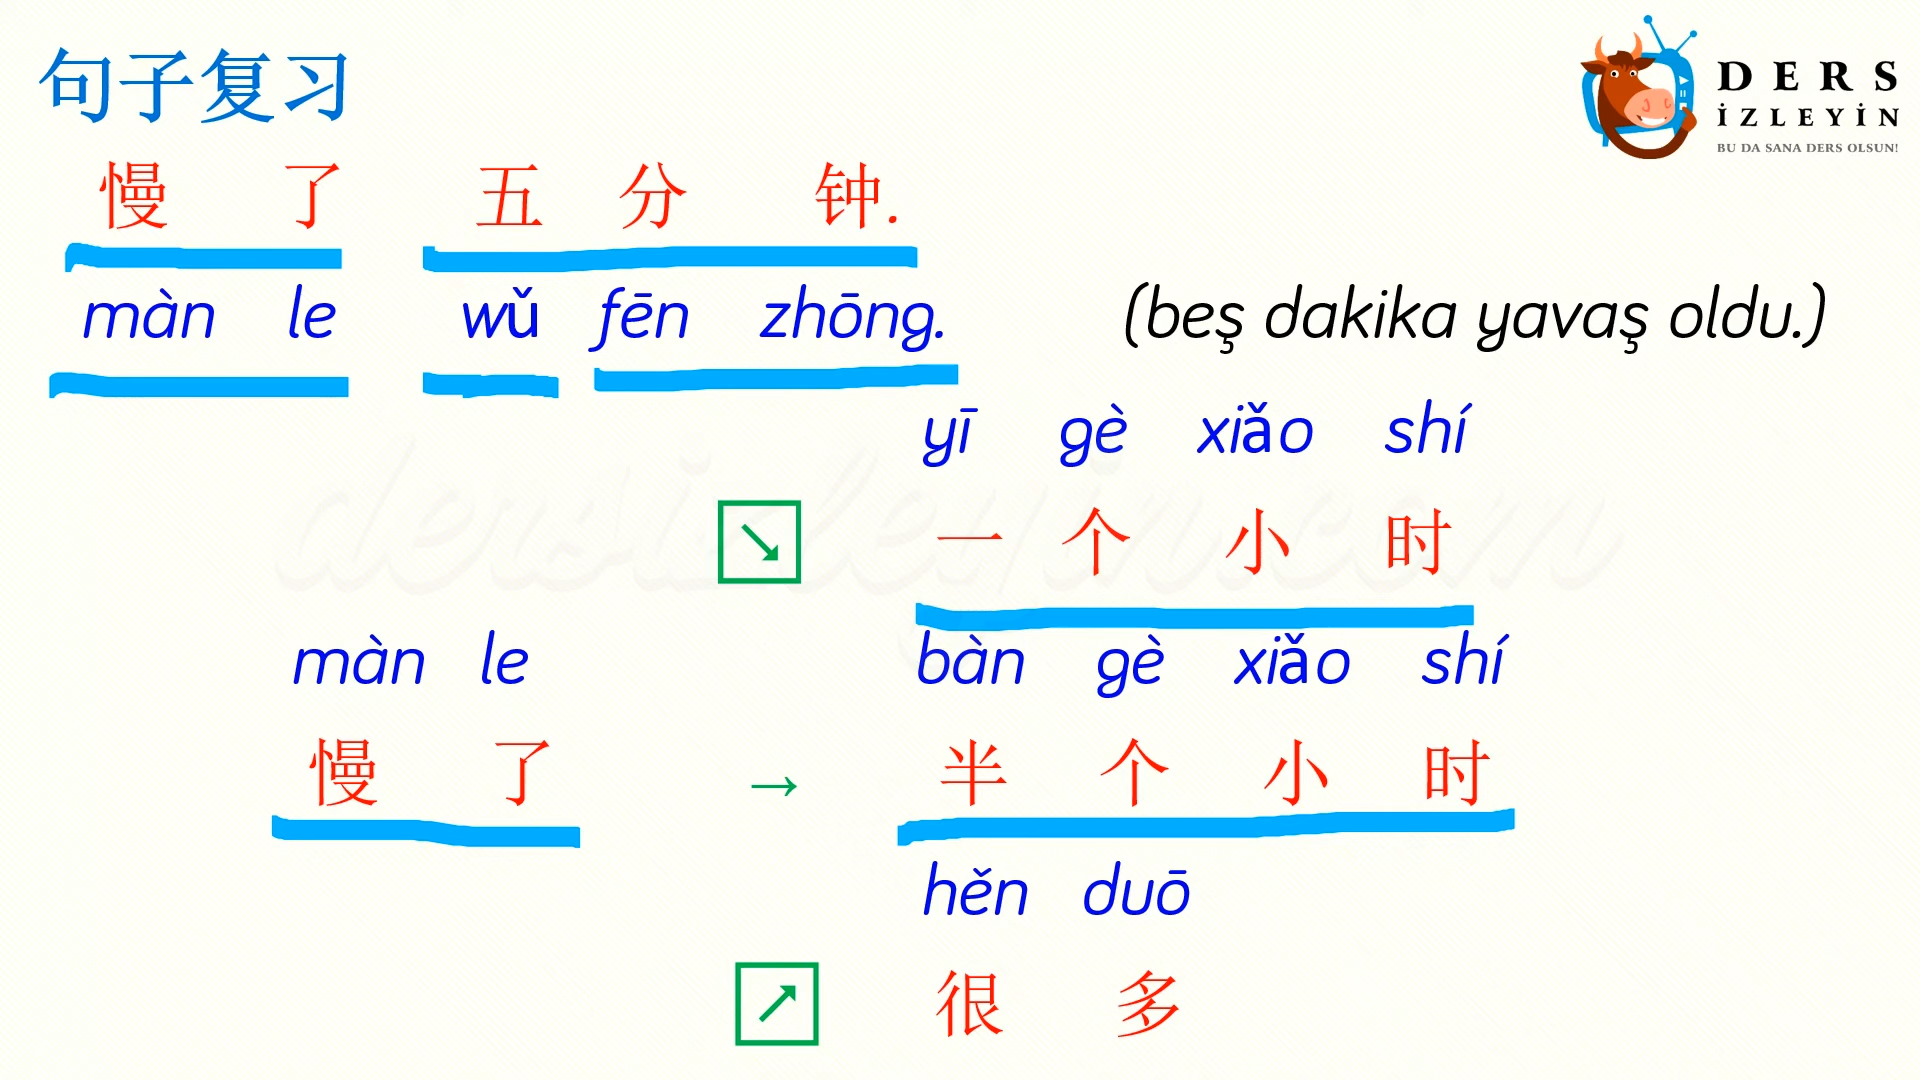 句子复习
DERS
İZLEYİN
BU DA SANA DERS OLSUN!
慢 了 五 分 钟.
màn le wǔ fēn zhōng. (beş dakika yavaş oldu.)
yī gè xiǎo shí
↘ 一 个 小 时
màn le bàn gè xiǎo shí
慢 了 → 半 个 小 时
hěn duō
↗ 很 多
dersizleyin.com